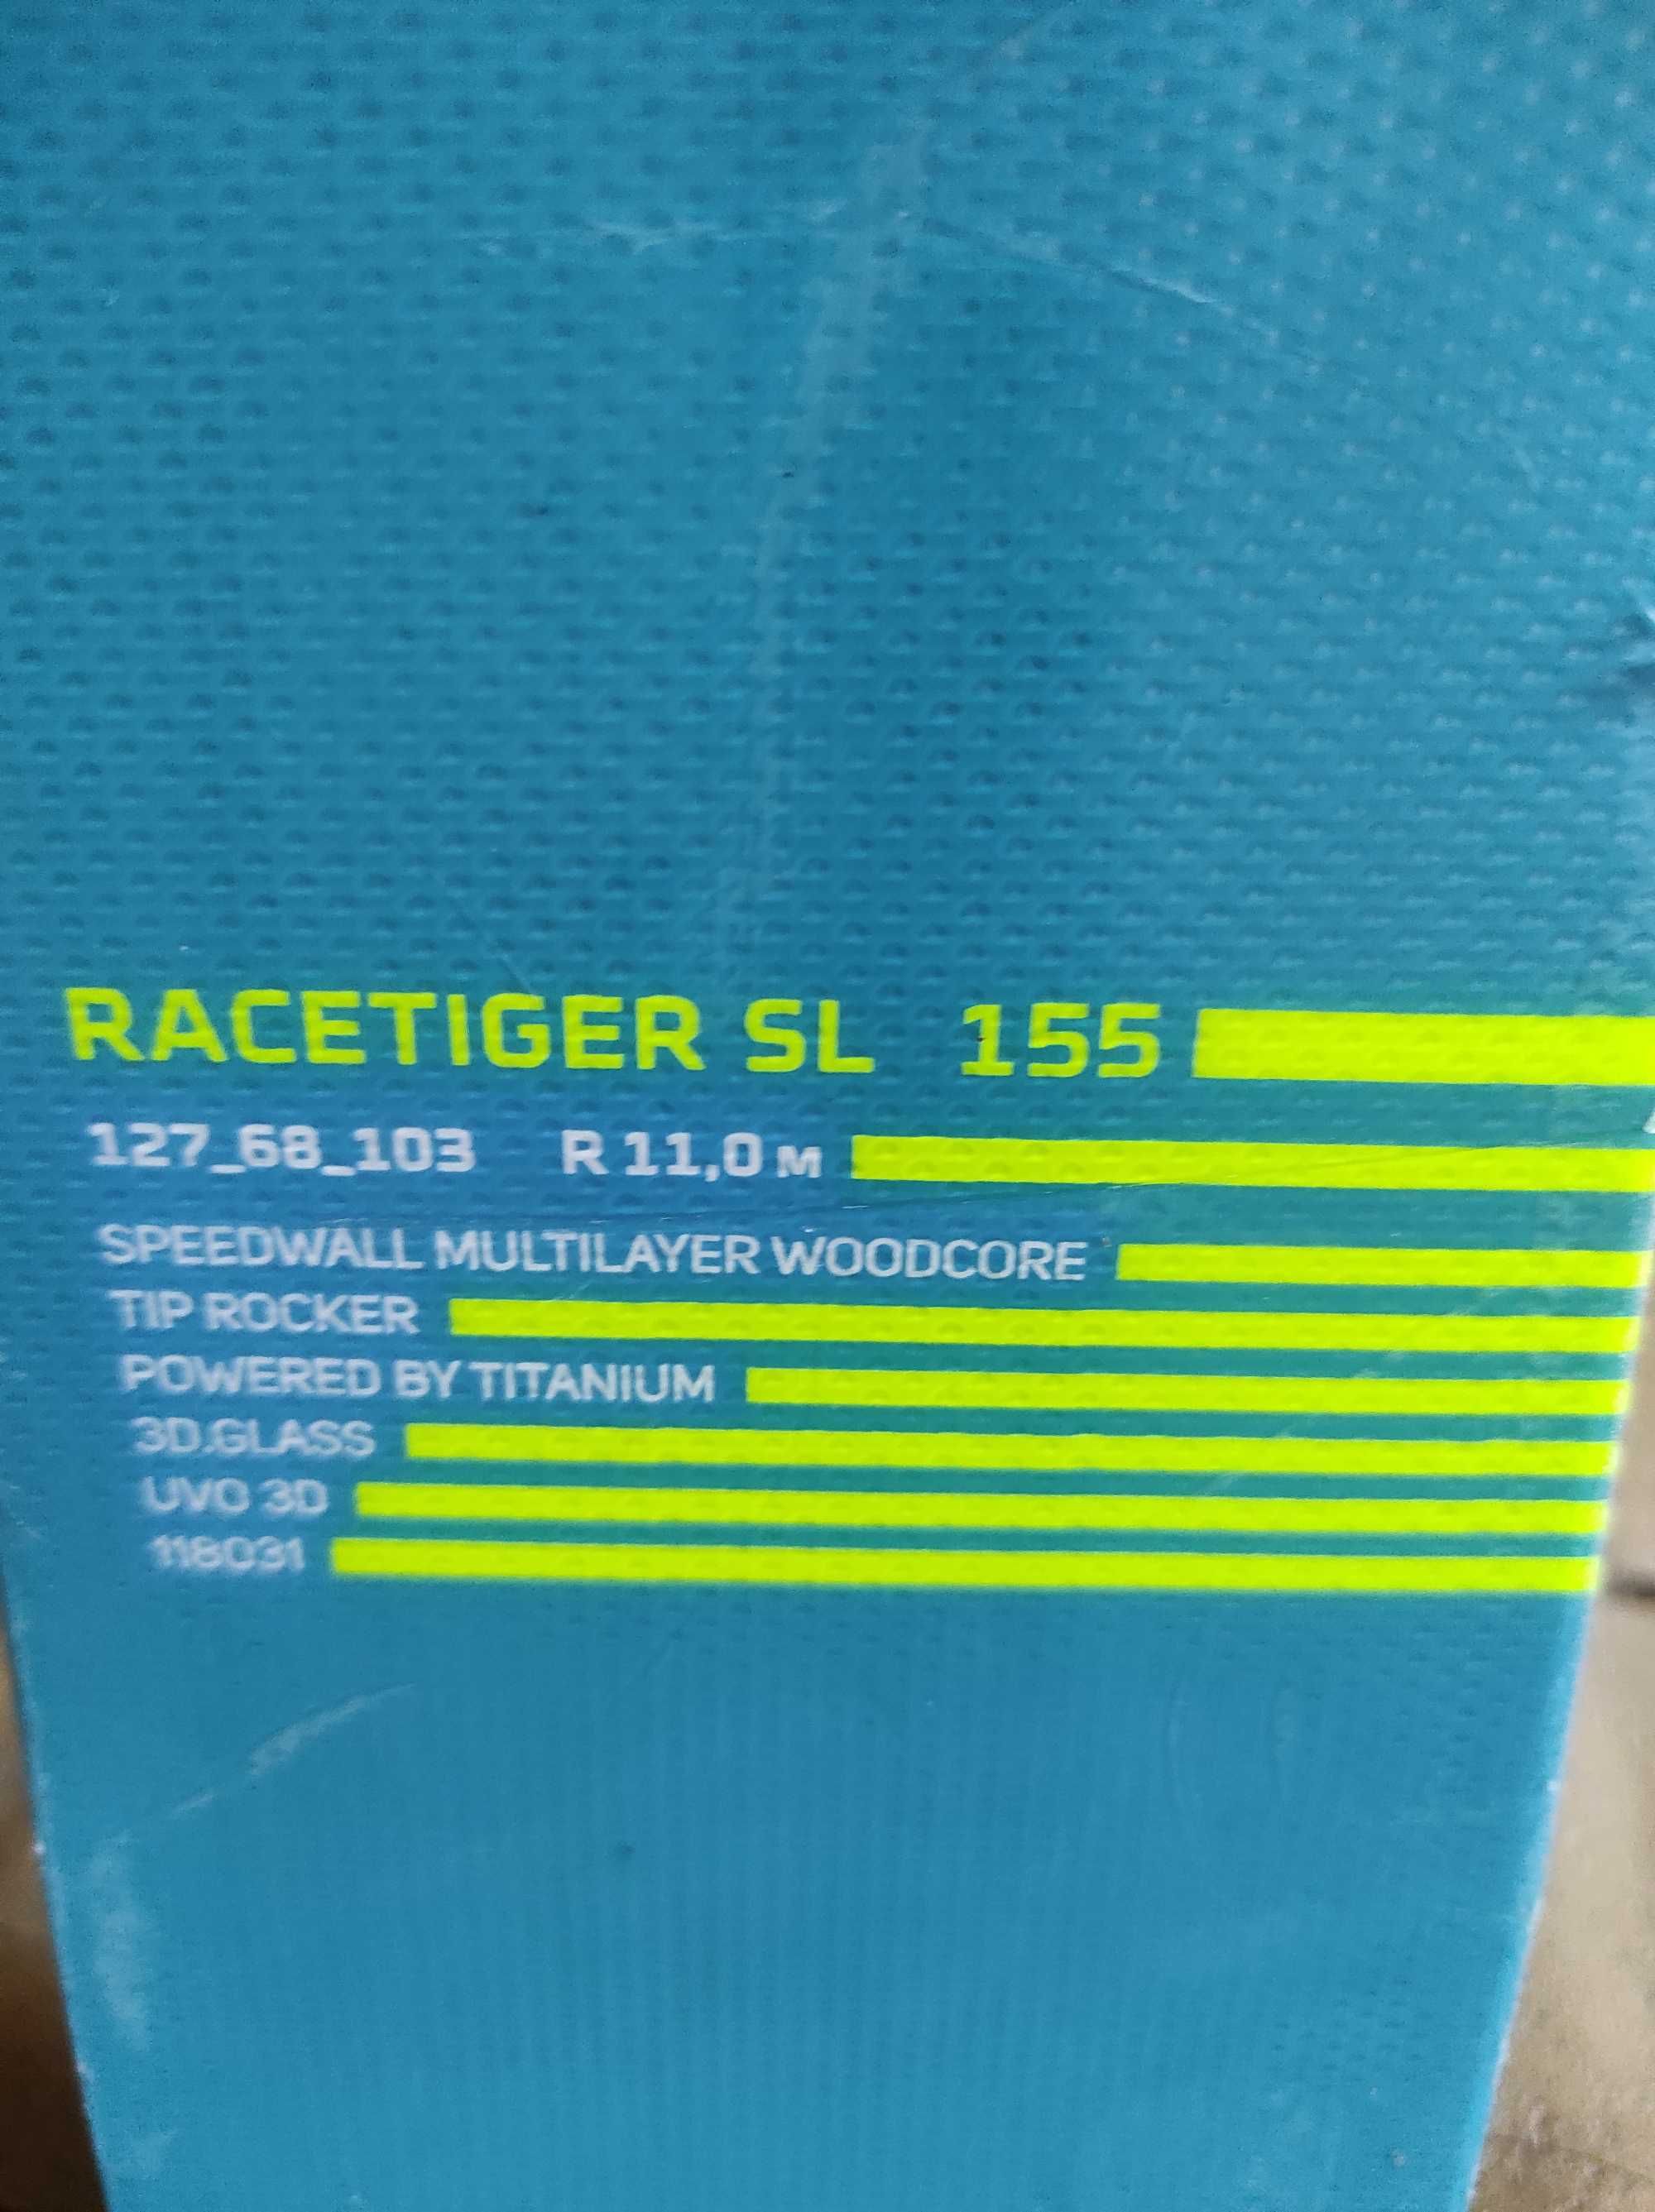 RACETIGER SL 155
127_68_103 R 11,0 M
SPEEDWALL MULTILAYER WOODCORE
TIP ROCKER
POWERED BY TITANIUM
3D.GLASS
UVO 3D
118031